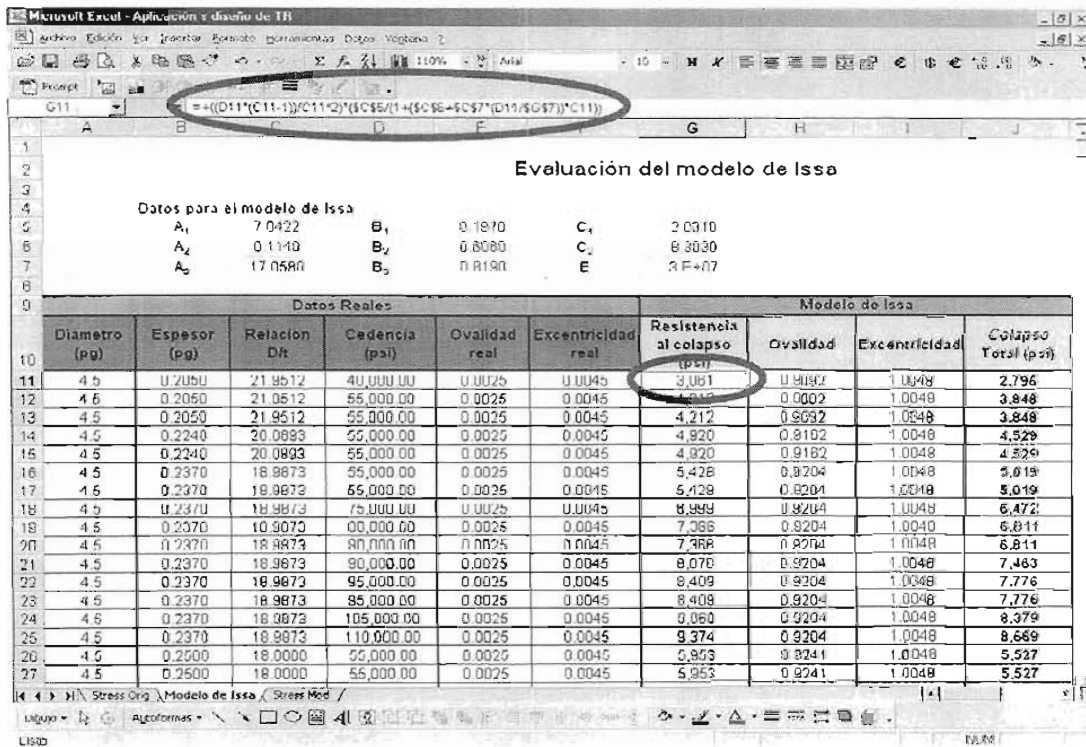 Microsoft Excel - Aplicación y diseño de TR
Archivo Edición Ver Insertar Formato Herramientas Datos Ventana ?
110% Arial 10 N K
Prompt
G11 = =+((D11*(C11-1))/C11^2)*($C$5/(1+($C$6+$C$7*(D11/$G$7))*C11))
A B C D E F G H I J
1
2 Evaluación del modelo de Issa
3
4 Datos para el modelo de Issa
5 A1 7.0422 B1 0.1970 C1 2.0310
6 A2 0.1140 B2 0.6060 C2 8.3030
7 A3 17.0580 B3 0.8190 E 3E+07
8
9 Datos Reales Modelo de Issa
10 Diametro (pg) Espesor (pg) Relación D/t Cedencia (psi) Ovalidad real Excentricidad real Resistencia al colapso (psi) Ovalidad Excentricidad Colapso Total (psi)
11 4.5 0.2050 21.9512 40,000.00 0.0025 0.0045 3,061 1.0048 2,796
12 4.5 0.2050 21.9512 55,000.00 0.0025 0.0045 1.0048 3,848
13 4.5 0.2050 21.9512 55,000.00 0.0025 0.0045 4,212 0.9092 1.0048 3,848
14 4.5 0.2240 20.0893 55,000.00 0.0025 0.0045 4,920 0.9162 1.0048 4,529
15 4.5 0.2240 20.0893 55,000.00 0.0025 0.0045 4,920 0.9162 1.0048 4,529
16 4.5 0.2370 18.9873 55,000.00 0.0025 0.0045 5,428 0.9204 1.0048 5,019
17 4.5 0.2370 18.9873 55,000.00 0.0025 0.0045 5,428 0.9204 1.0048 5,019
18 4.5 0.2370 18.9873 75,000.00 0.0025 0.0045 6,999 0.9204 1.0048 6,472
19 4.5 0.2370 18.9873 0.0025 0.0045 7,366 0.9204 1.0048 6,811
20 4.5 0.2370 18.9873 0.0025 0.0045 7,366 0.9204 1.0048 6,811
21 4.5 0.2370 18.9873 90,000.00 0.0025 0.0045 8,070 0.9204 1.0048 7,463
22 4.5 0.2370 18.9873 95,000.00 0.0025 0.0045 8,409 0.9204 1.0048 7,776
23 4.5 0.2370 18.9873 95,000.00 0.0025 0.0045 8,409 0.9204 1.0048 7,776
24 4.5 0.2370 18.9873 105,000.00 0.0025 0.0045 9,060 0.9204 1.0048 8,379
25 4.5 0.2370 18.9873 110,000.00 0.0025 0.0045 9,374 0.9204 1.0048 8,669
26 4.5 0.2500 18.0000 55,000.00 0.0025 0.0045 5,953 0.9241 1.0048 5,527
27 4.5 0.2500 18.0000 55,000.00 0.0025 0.0045 5,953 0.9241 1.0048 5,527
Stress Orig Modelo de Issa Stress Mod
Dibujo Autoformas
Listo NUM